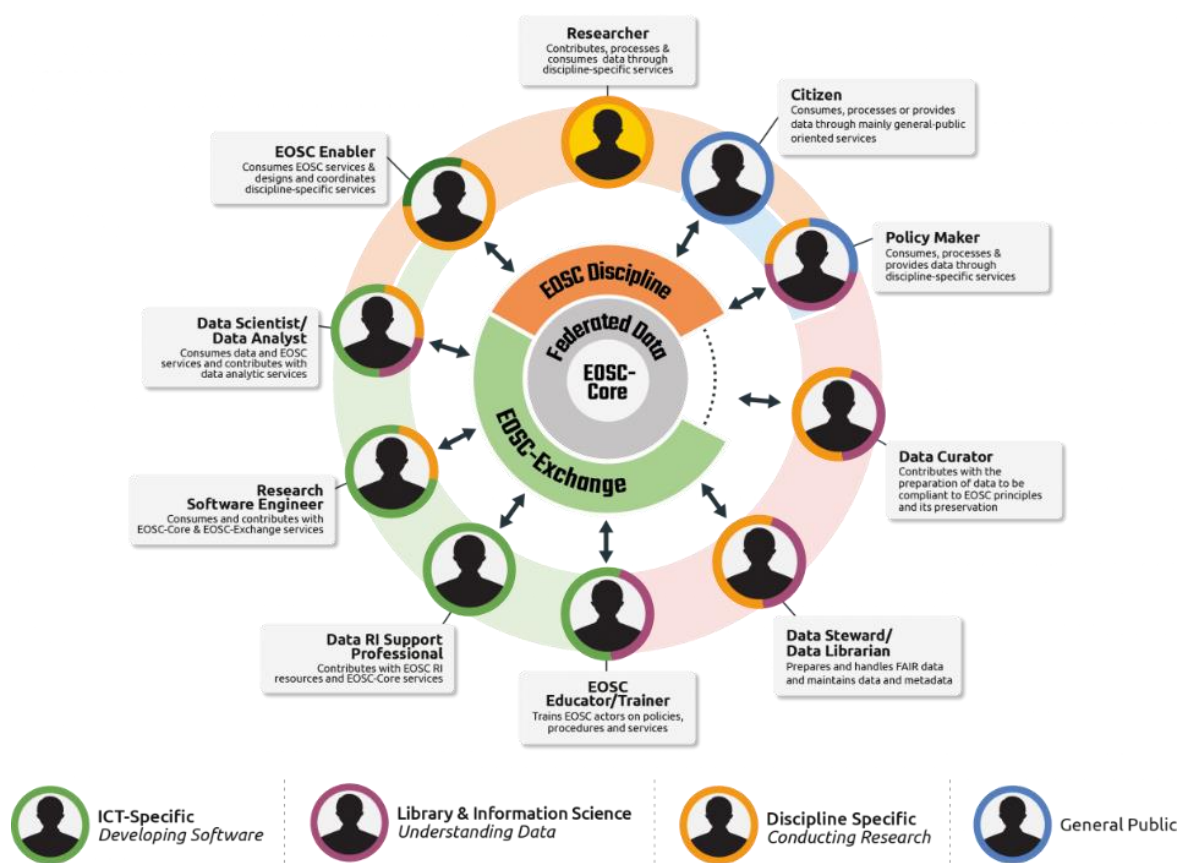 Researcher
Contributes, processes &
consumes data through
discipline-specific services
Citizen
Consumes, processes or provides
data through mainly general-public
oriented services
EOSC Enabler
Consumes EOSC services &
designs and coordinates
discipline-specific services
Policy Maker
Consumes, processes &
provides data through
discipline-specific services
EOSC Discipline
Federated Data
EOSC-
Core
EOSC-Exchange
Data Scientist/
Data Analyst
Consumes data and EOSC
services and contributes with
data analytic services
Data Curator
Contributes with the
preparation of data to be
compliant to EOSC principles
and its preservation
Research
Software Engineer
Consumes and contributes with
EOSC-Core & EOSC-Exchange services
Data RI Support
Professional
Contributes with EOSC RI
resources and EOSC-Core services
EOSC
Educator/Trainer
Trains EOSC actors on policies,
procedures and services
Data Steward/
Data Librarian
Prepares and handles FAIR data
and maintains data and metadata
ICT-Specific
Developing Software
Library & Information Science
Understanding Data
Discipline Specific
Conducting Research
General Public